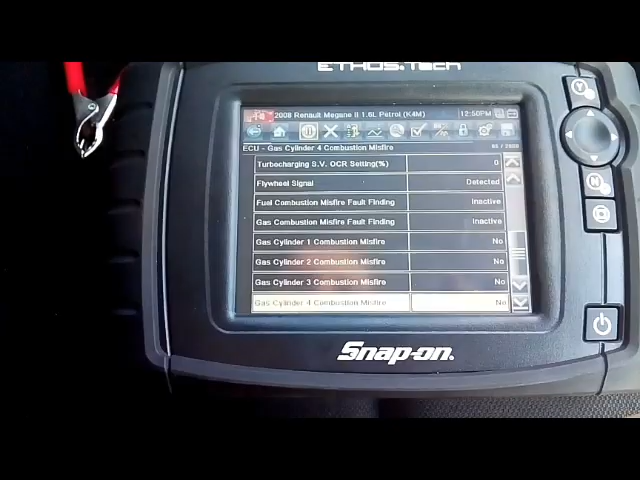 ETHOS.Tech
2008 Renault Megane II 1.6L Petrol (K4M) 12:50PM
ECU - Gas Cylinder 4 Combustion Misfire
Turbocharging S.V. OCR Setting(%) 0
Flywheel Signal Detected
Fuel Combustion Misfire Fault Finding Inactive
Gas Combustion Misfire Fault Finding Inactive
Gas Cylinder 1 Combustion Misfire No
Gas Cylinder 2 Combustion Misfire No
Gas Cylinder 3 Combustion Misfire No
Gas Cylinder 4 Combustion Misfire No
Snap-on
Y
N